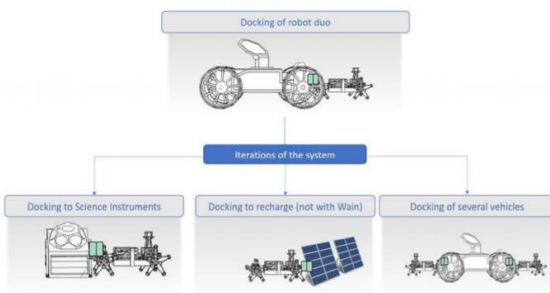 Docking of robot duo
Iterations of the system
Docking to Science Instruments
Docking to recharge (not with Wain)
Docking of several vehicles